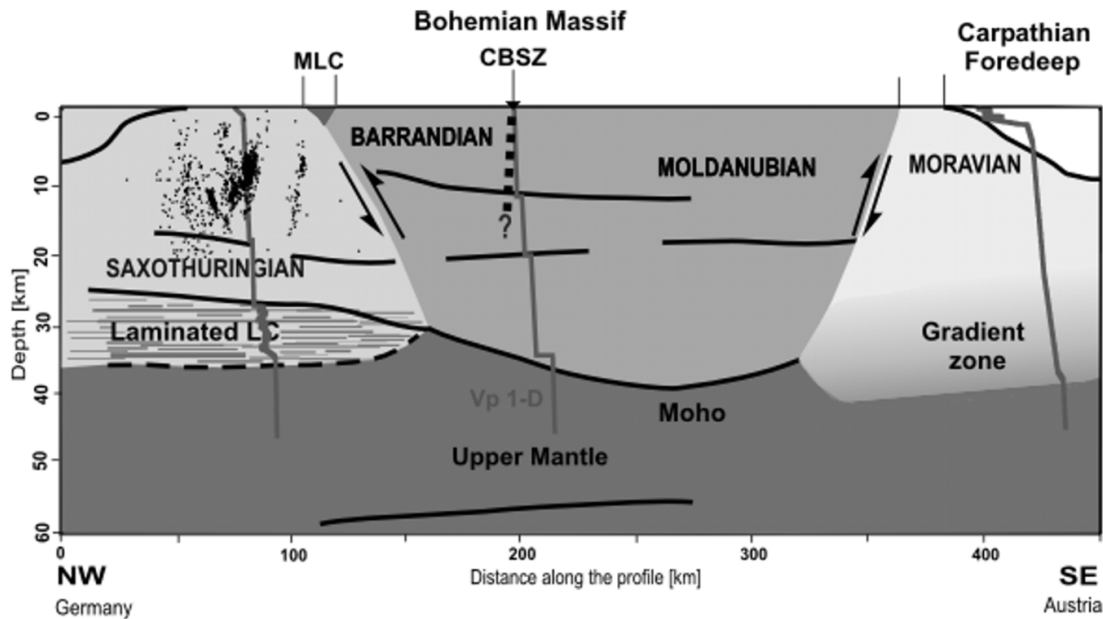 Bohemian Massif
MLC
CBSZ
Carpathian
Foredeep
0
10
20
30
40
50
60
Depth [km]
BARRANDIAN
MOLDANUBIAN
MORAVIAN
?
SAXOTHURINGIAN
Laminated LC
Gradient
zone
Vp 1-D
Moho
Upper Mantle
0
100
200
300
400
NW
Distance along the profile [km]
SE
Germany
Austria